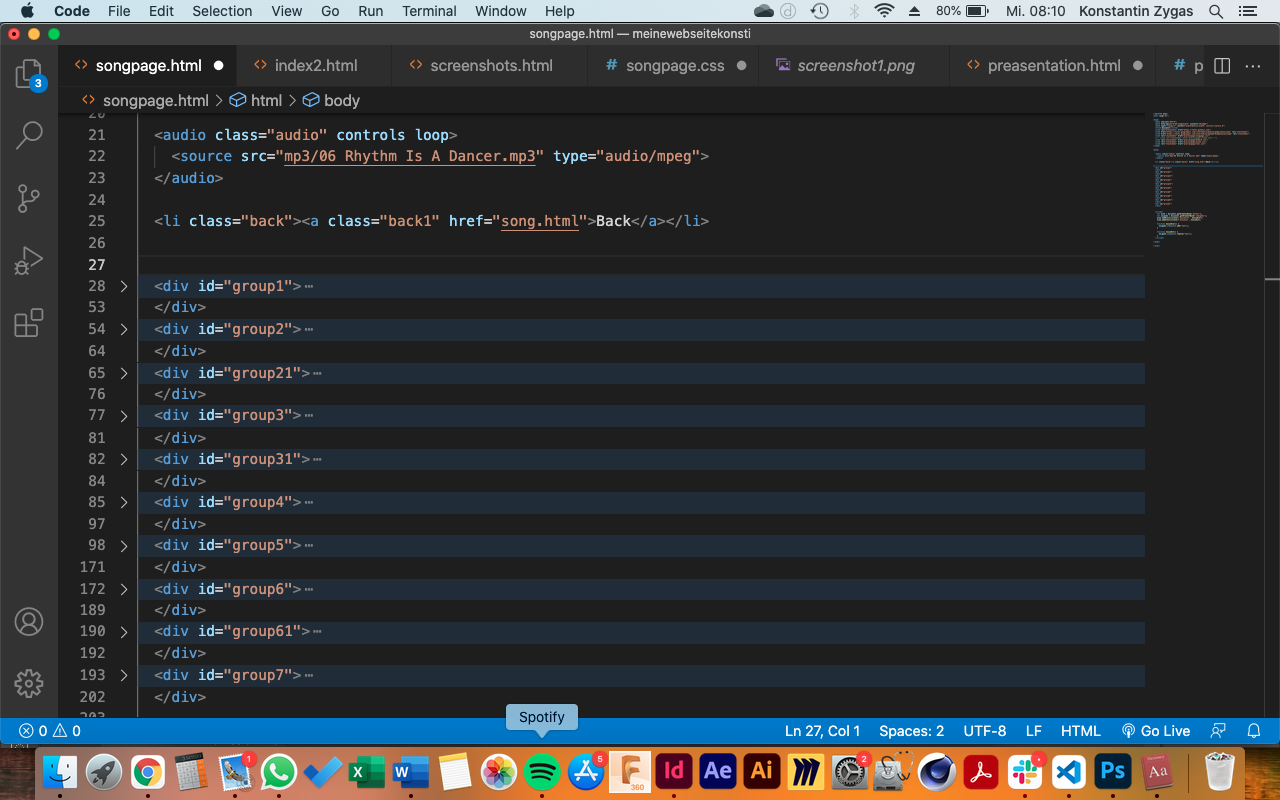 Code File Edit Selection View Go Run Terminal Window Help 80% Mi. 08:10 Konstantin Zygas
songpage.html — meinewebseitekonsti
songpage.html index2.html screenshots.html songpage.css screenshot1.png preasentation.html p
3
songpage.html > html > body
20
21 <audio class="audio" controls loop>
22 <source src="mp3/06 Rhythm Is A Dancer.mp3" type="audio/mpeg">
23 </audio>
24
25 <li class="back"><a class="back1" href="song.html">Back</a></li>
26
27
28 <div id="group1">⋯
53 </div>
54 <div id="group2">⋯
64 </div>
65 <div id="group21">⋯
76 </div>
77 <div id="group3">⋯
81 </div>
82 <div id="group31">⋯
84 </div>
85 <div id="group4">⋯
97 </div>
98 <div id="group5">⋯
171 </div>
172 <div id="group6">⋯
189 </div>
190 <div id="group61">⋯
192 </div>
193 <div id="group7">⋯
202 </div>
203
Spotify
0 0 Ln 27, Col 1 Spaces: 2 UTF-8 LF HTML Go Live
1 5 2
X W F 360 Id Ae Ai Ps Aa